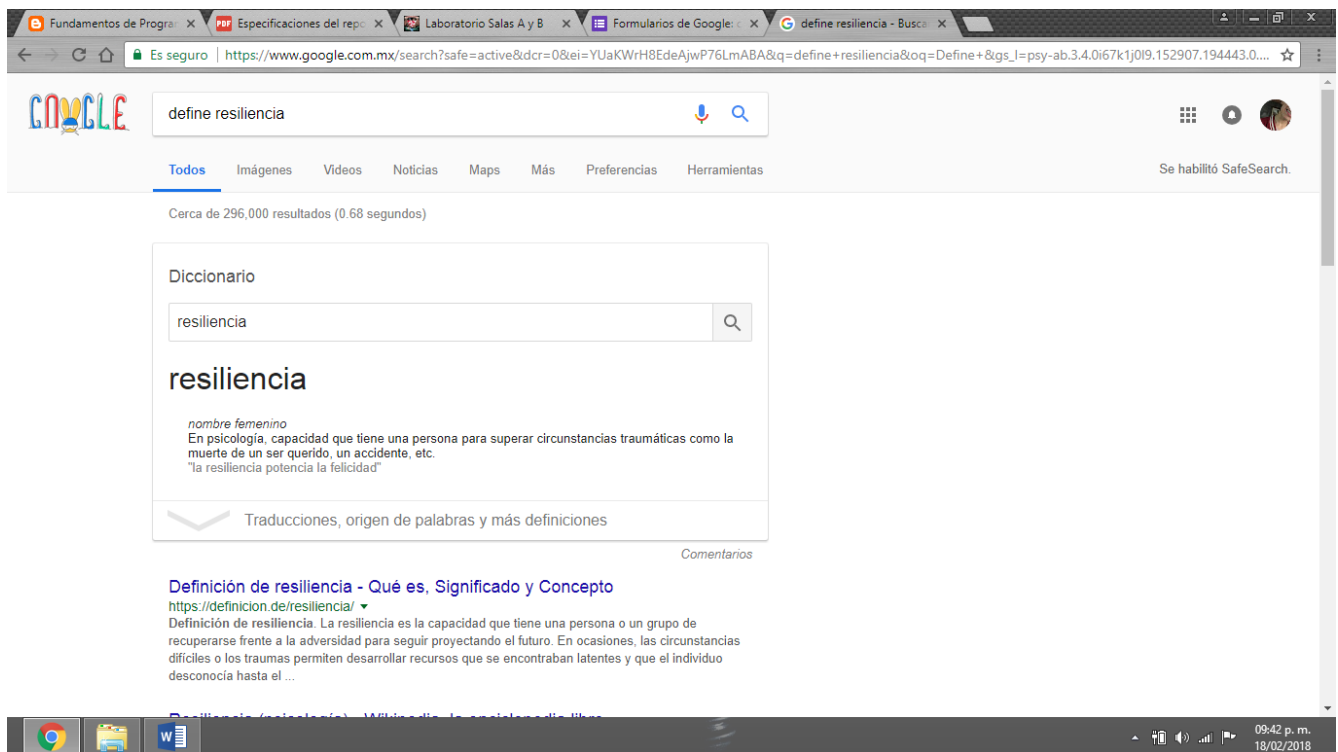 Fundamentos de Progra
Especificaciones del repo
Laboratorio Salas A y B
Formularios de Google: c
define resiliencia - Busca
Es seguro | https://www.google.com.mx/search?safe=active&dcr=0&ei=YUaKWrH8EdeAjwP76LmABA&q=define+resiliencia&oq=Define+&gs_l=psy-ab.3.4.0i67k1j0l9.152907.194443.0....
GOOGLE
define resiliencia
Todos Imágenes Videos Noticias Maps Más Preferencias Herramientas
Se habilitó SafeSearch.
Cerca de 296,000 resultados (0.68 segundos)
Diccionario
resiliencia
resiliencia
nombre femenino
En psicología, capacidad que tiene una persona para superar circunstancias traumáticas como la
muerte de un ser querido, un accidente, etc.
"la resiliencia potencia la felicidad"
Traducciones, origen de palabras y más definiciones
Comentarios
Definición de resiliencia - Qué es, Significado y Concepto
https://definicion.de/resiliencia/
Definición de resiliencia. La resiliencia es la capacidad que tiene una persona o un grupo de
recuperarse frente a la adversidad para seguir proyectando el futuro. En ocasiones, las circunstancias
difíciles o los traumas permiten desarrollar recursos que se encontraban latentes y que el individuo
desconocía hasta el ...
Resiliencia (psicología) - Wikipedia, la enciclopedia libre
09:42 p. m.
18/02/2018